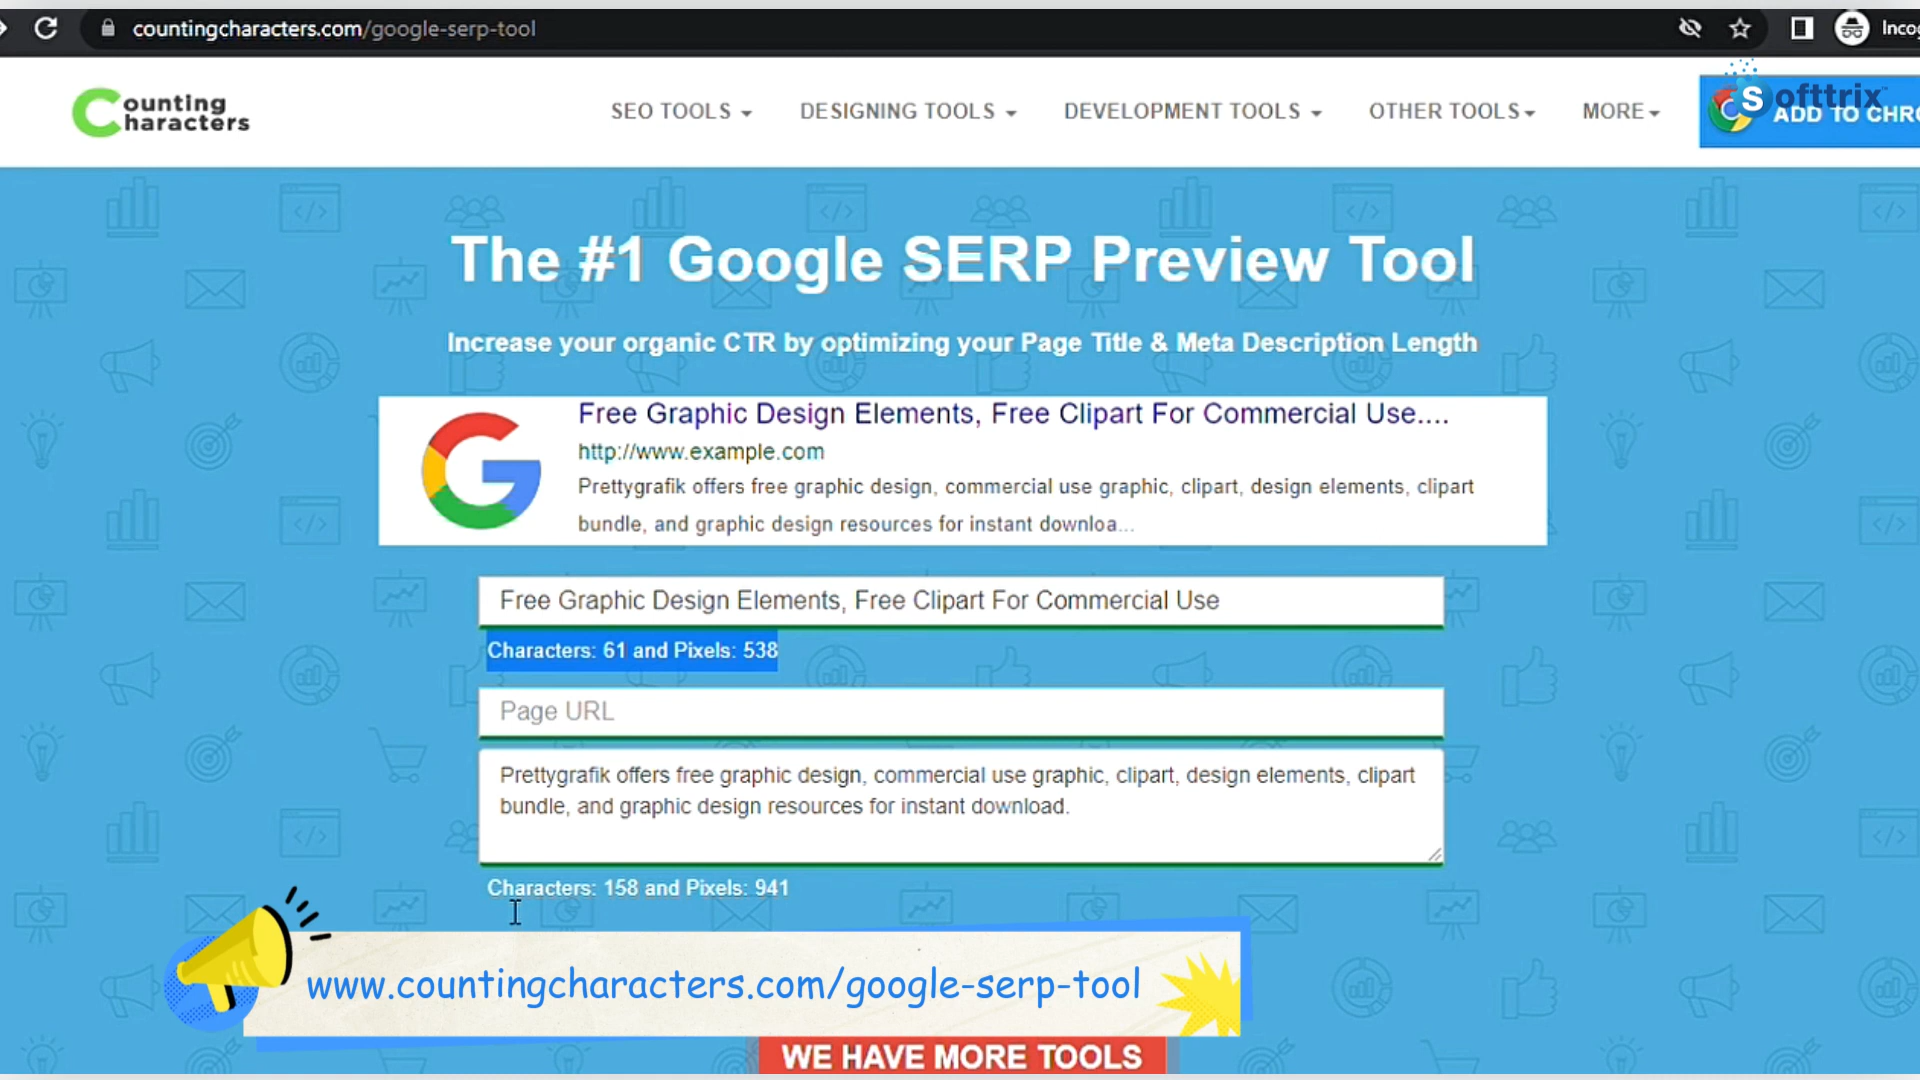 countingcharacters.com/google-serp-tool
Incog
Counting
Characters
SEO TOOLS
DESIGNING TOOLS
DEVELOPMENT TOOLS
OTHER TOOLS
MORE
Softtrix
ADD TO CHRO
The #1 Google SERP Preview Tool
Increase your organic CTR by optimizing your Page Title & Meta Description Length
Free Graphic Design Elements, Free Clipart For Commercial Use....
http://www.example.com
Prettygrafik offers free graphic design, commercial use graphic, clipart, design elements, clipart
bundle, and graphic design resources for instant downloa...
Free Graphic Design Elements, Free Clipart For Commercial Use
Characters: 61 and Pixels: 538
Page URL
Prettygrafik offers free graphic design, commercial use graphic, clipart, design elements, clipart
bundle, and graphic design resources for instant download.
Characters: 158 and Pixels: 941
www.countingcharacters.com/google-serp-tool
WE HAVE MORE TOOLS